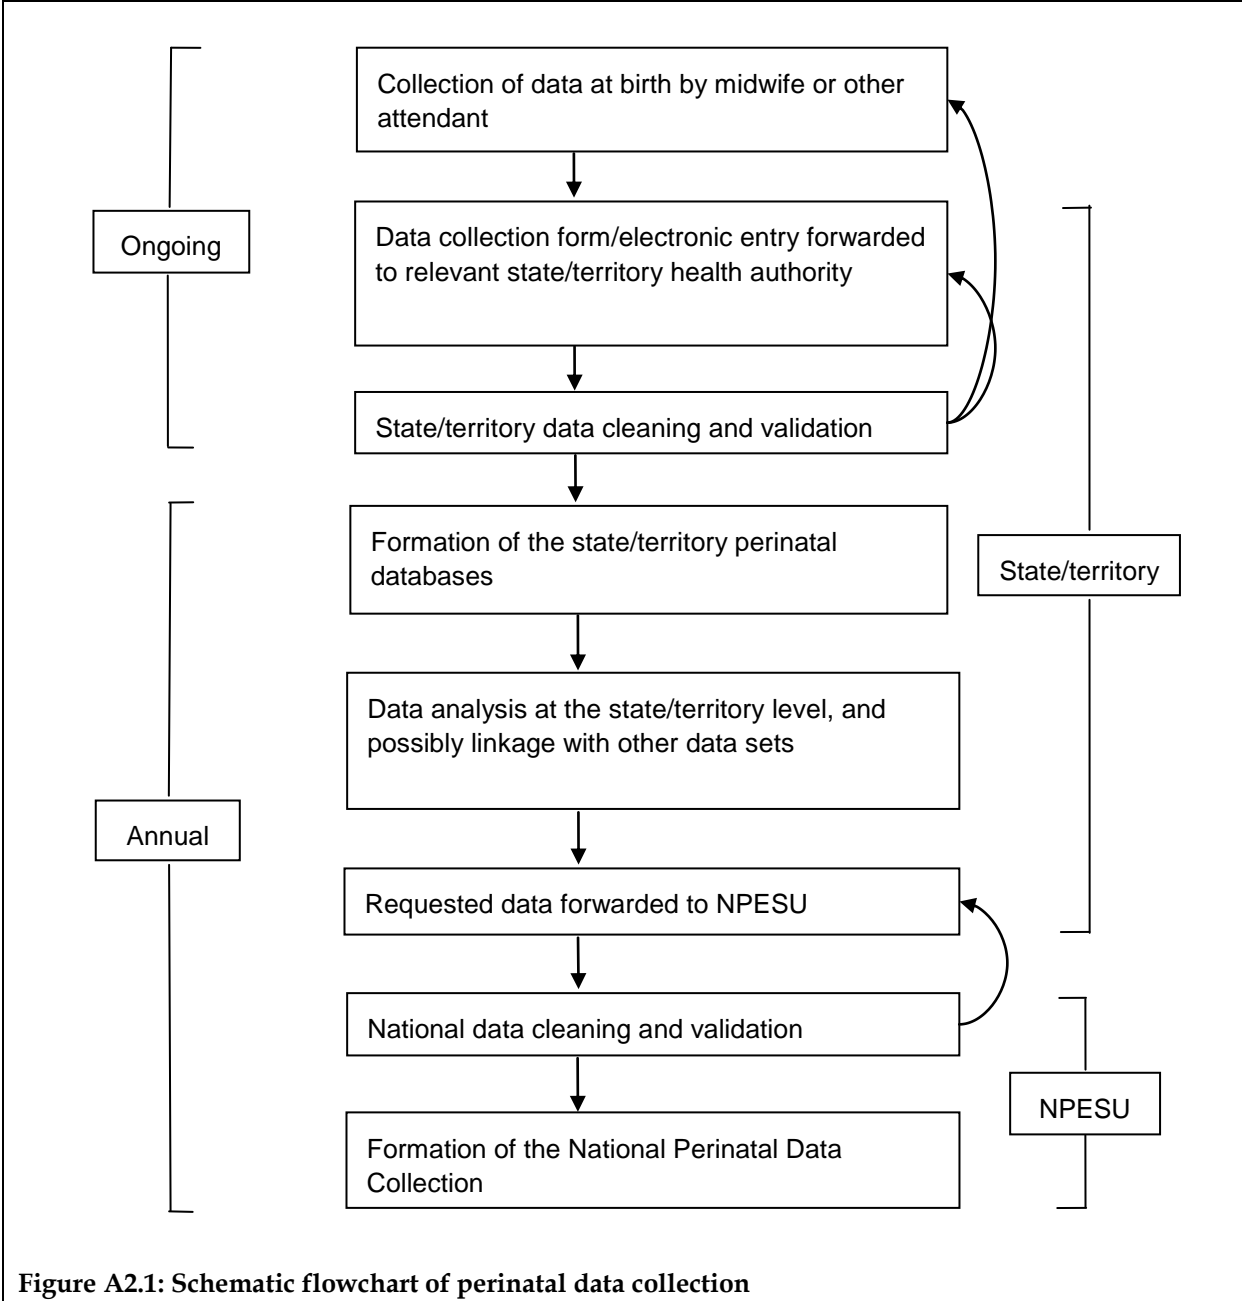 Collection of data at birth by midwife or other
attendant
Ongoing
Data collection form/electronic entry forwarded
to relevant state/territory health authority
State/territory data cleaning and validation
Formation of the state/territory perinatal
databases
State/territory
Data analysis at the state/territory level, and
possibly linkage with other data sets
Annual
Requested data forwarded to NPESU
National data cleaning and validation
NPESU
Formation of the National Perinatal Data
Collection
Figure A2.1: Schematic flowchart of perinatal data collection